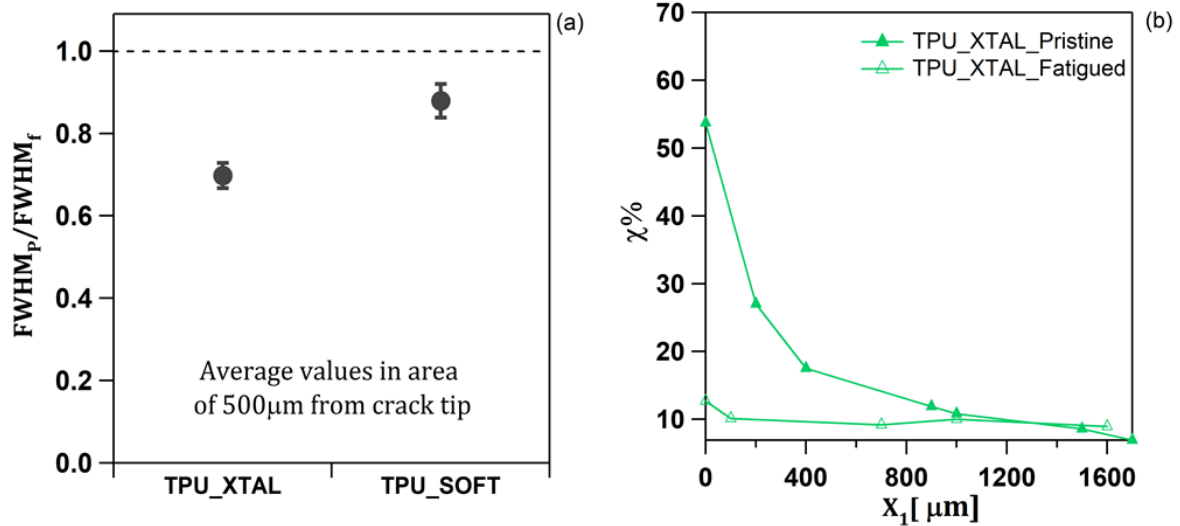 (a)
1.0
0.8
0.6
0.4
0.2
0.0
FWHM_P/FWHM_f
Average values in area
of 500μm from crack tip
TPU_XTAL TPU_SOFT
(b)
TPU_XTAL_Pristine
TPU_XTAL_Fatigued
70
60
50
40
30
20
10
χ%
0 400 800 1200 1600
X₁[ μm]